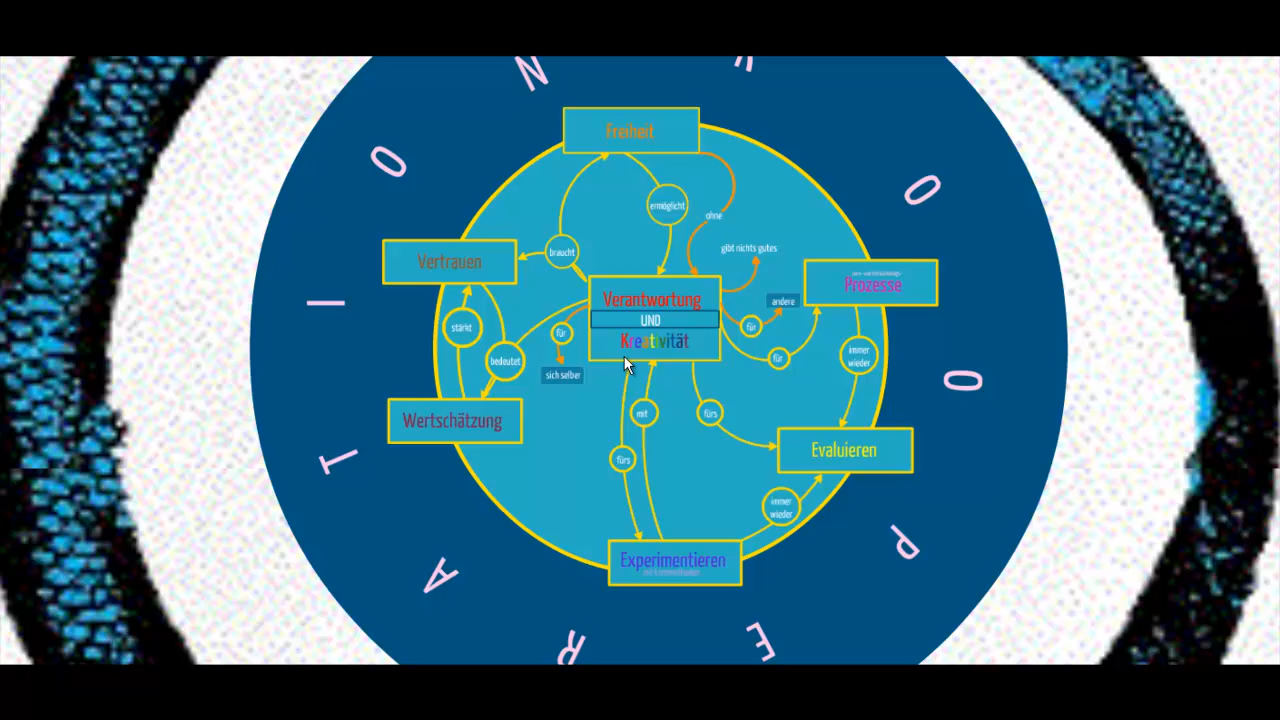 KOOPERATION
Freiheit
ermöglicht
ohne
braucht
gibt nichts gutes
Vertrauen
Prozesse
Verantwortung
UND
Kreativität
andere
für
für
für
stärkt
bedeutet
sich selber
immer
wieder
Wertschätzung
mit
fürs
fürs
Evaluieren
immer
wieder
Experimentieren